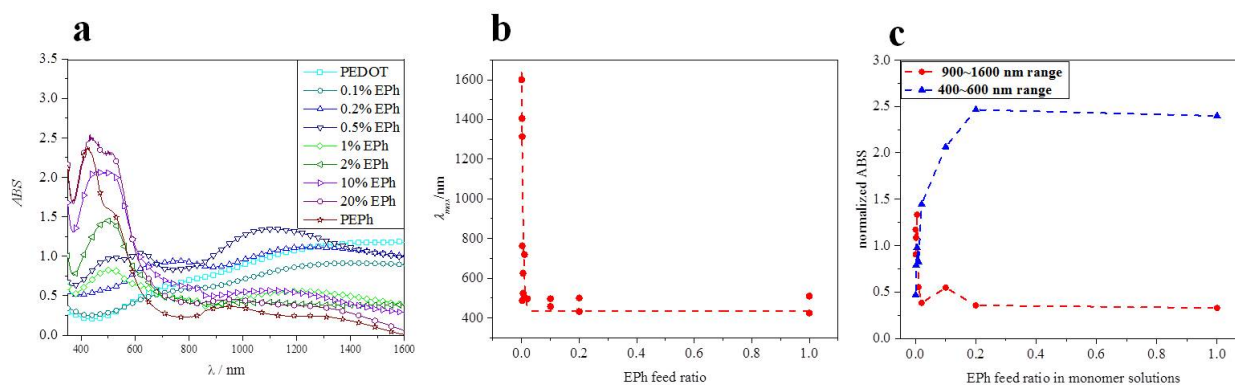 a
3.5
3.0
2.5
2.0
1.5
1.0
0.5
0.0
ABS
400 600 800 1000 1200 1400 1600
λ / nm
PEDOT
0.1% EPh
0.2% EPh
0.5% EPh
1% EPh
2% EPh
10% EPh
20% EPh
PEPh
b
1600
1400
1200
1000
800
600
400
λmax/nm
0.0 0.2 0.4 0.6 0.8 1.0
EPh feed ratio
c
3.0
2.5
2.0
1.5
1.0
0.5
0.0
normalized ABS
900~1600 nm range
400~600 nm range
0.0 0.2 0.4 0.6 0.8 1.0
EPh feed ratio in monomer solutions